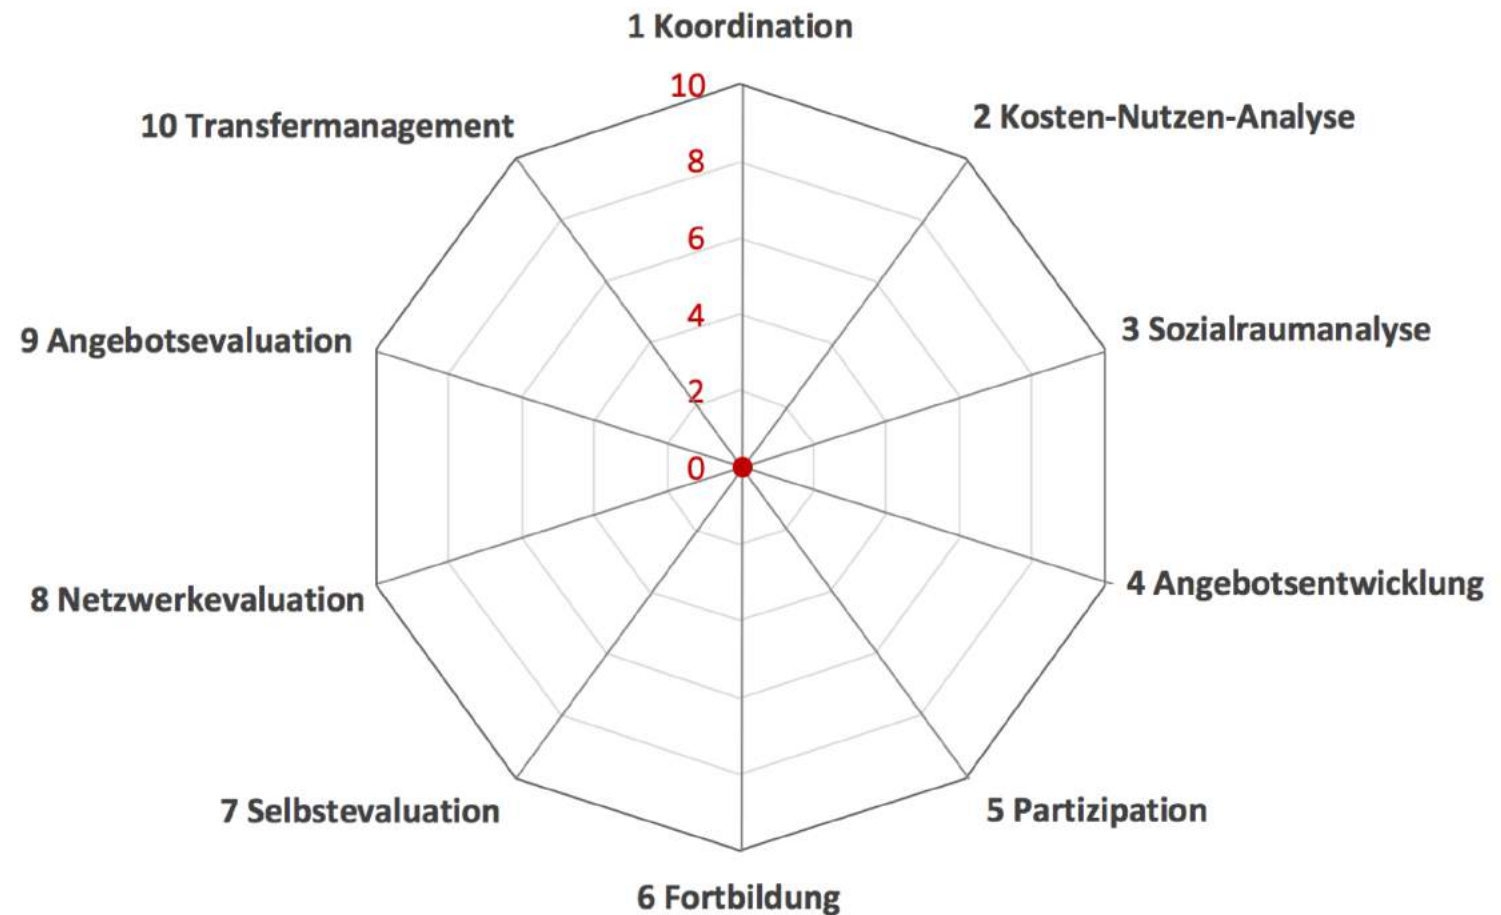 1 Koordination
2 Kosten-Nutzen-Analyse
3 Sozialraumanalyse
4 Angebotsentwicklung
5 Partizipation
6 Fortbildung
7 Selbstevaluation
8 Netzwerkevaluation
9 Angebotsevaluation
10 Transfermanagement
10
8
6
4
2
0